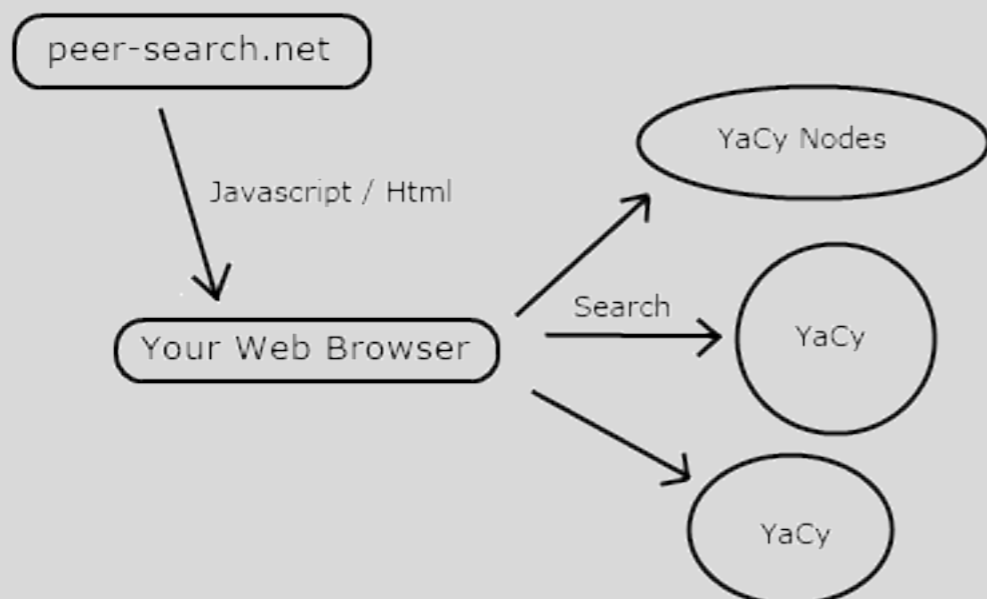 peer-search.net
YaCy Nodes
Javascript / Html
Search
Your Web Browser
YaCy
YaCy